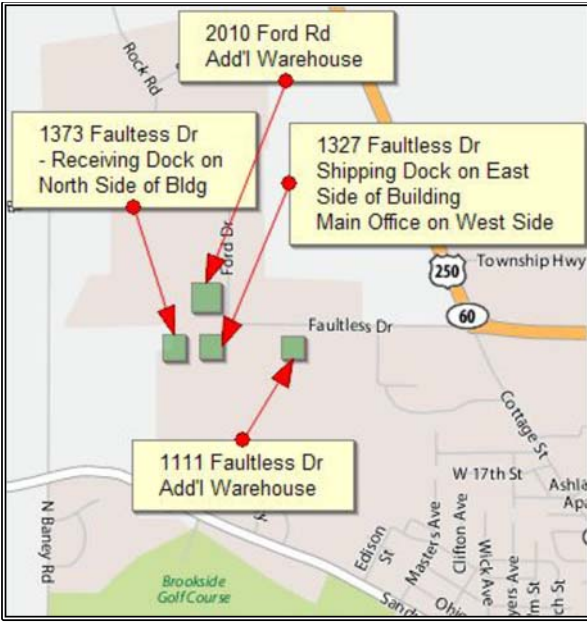 2010 Ford Rd
Add'l Warehouse
Rock Rd
1373 Faultess Dr
- Receiving Dock on
North Side of Bldg
1327 Faultless Dr
Shipping Dock on East
Side of Building
Main Office on West Side
Ford Dr
250
Township Hwy
60
Faultless Dr
Cottage St
1111 Faultless Dr
Add'l Warehouse
W 17th St
N Baney Rd
Edison
St
Masters Ave
Clifton Ave
Wick Ave
Brookside
Golf Course